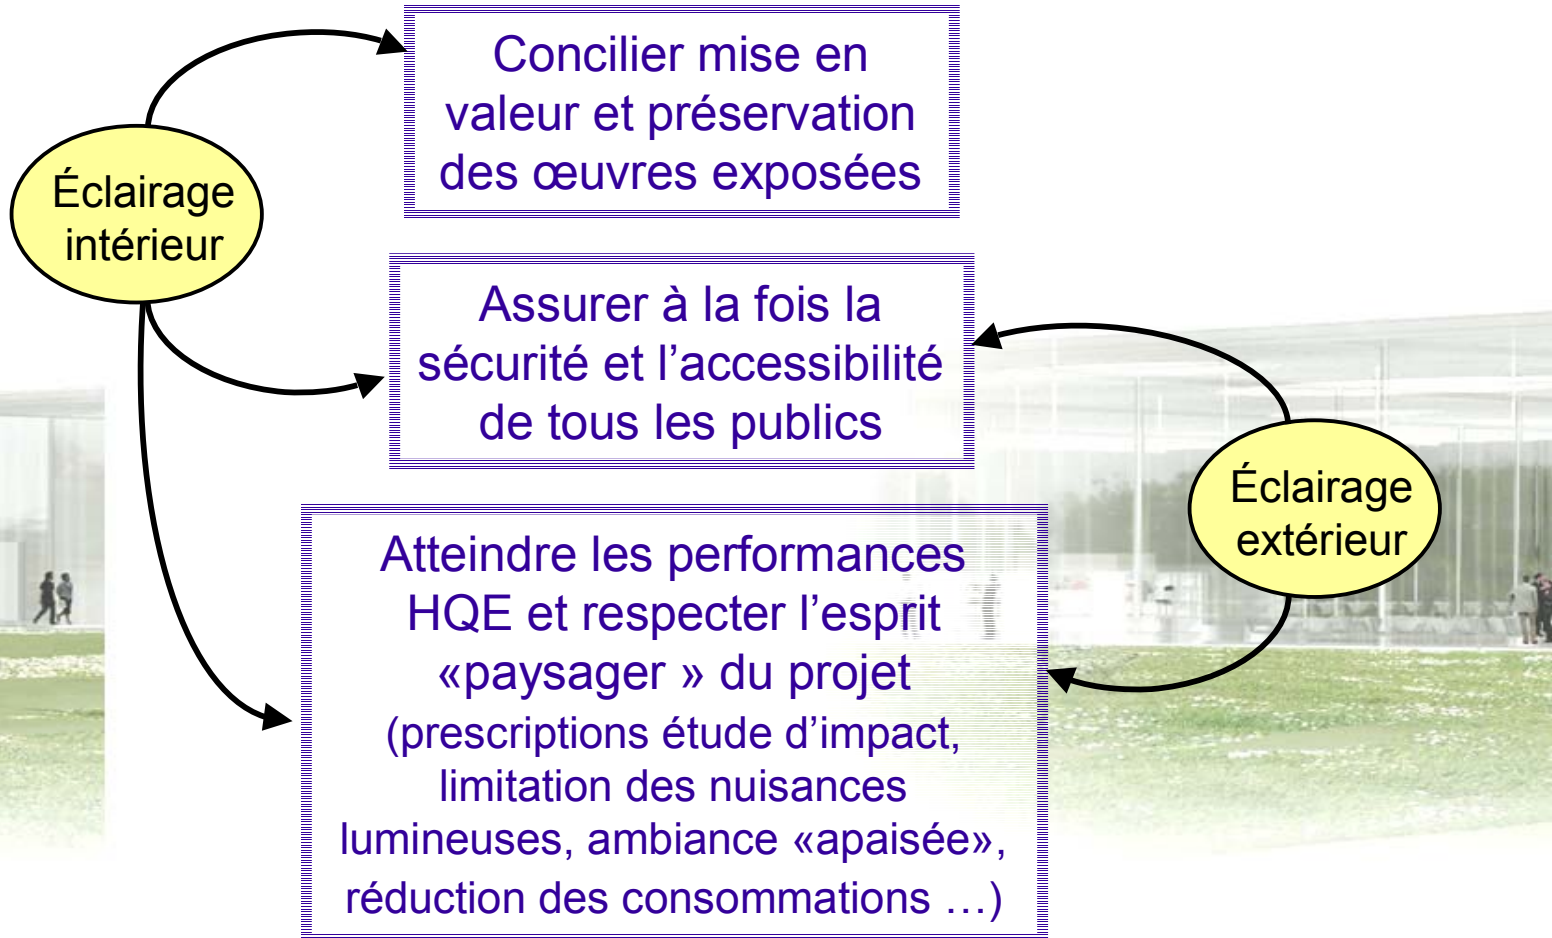 Concilier mise en
valeur et préservation
des œuvres exposées
Éclairage
intérieur
Assurer à la fois la
sécurité et l’accessibilité
de tous les publics
Éclairage
extérieur
Atteindre les performances
HQE et respecter l’esprit
«paysager » du projet
(prescriptions étude d’impact,
limitation des nuisances
lumineuses, ambiance «apaisée»,
réduction des consommations …)